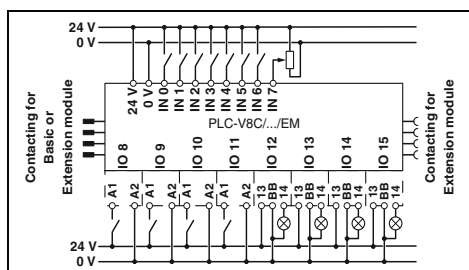 24 V
0 V
24 V
0 V
IN 0
IN 1
IN 2
IN 3
IN 4
IN 5
IN 6
IN 7
PLC-V8C/.../EM
Contacting for
Basic or
Extension module
Contacting for
Extension module
IO 8
IO 9
IO 10
IO 11
IO 12
IO 13
IO 14
IO 15
A1
A2
A1
A2
A1
A2
A1
A2
13
BB
14
13
BB
14
13
BB
14
13
BB
14
24 V
0 V